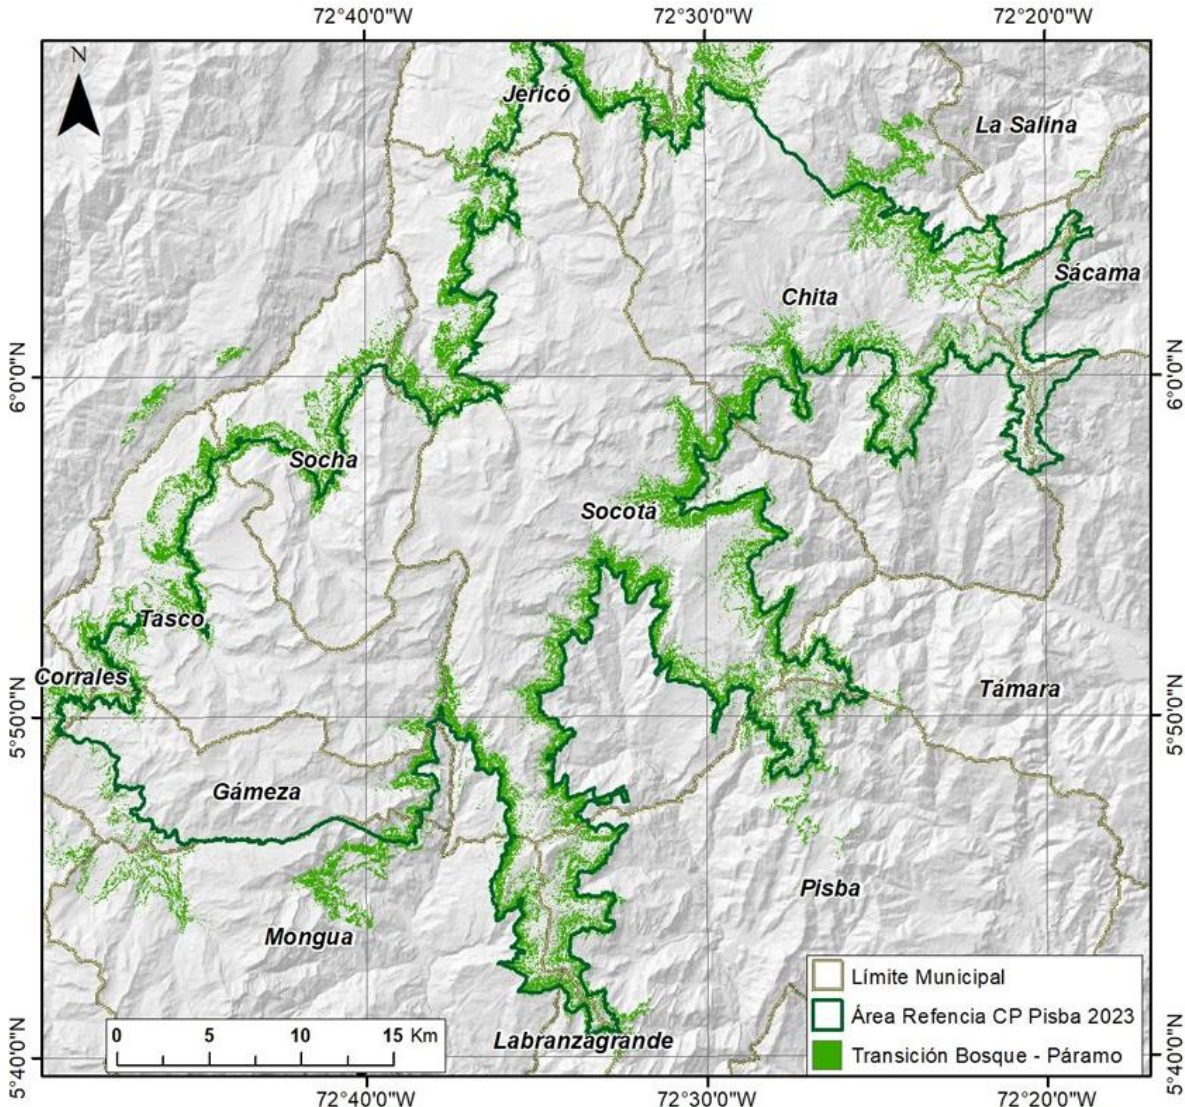 72°40'0"W 72°30'0"W 72°20'0"W
N
Jericó
La Salina
Sácama
Chita
6°0'0"N 6°0'0"N
Socha
Socotá
Tasco
Corrales
Támara
5°50'0"N 5°50'0"N
Gámeza
Pisba
Mongua
Límite Municipal
Área Refencia CP Pisba 2023
Transición Bosque - Páramo
0 5 10 15 Km
Labranzagrande
5°40'0"N 5°40'0"N
72°40'0"W 72°30'0"W 72°20'0"W